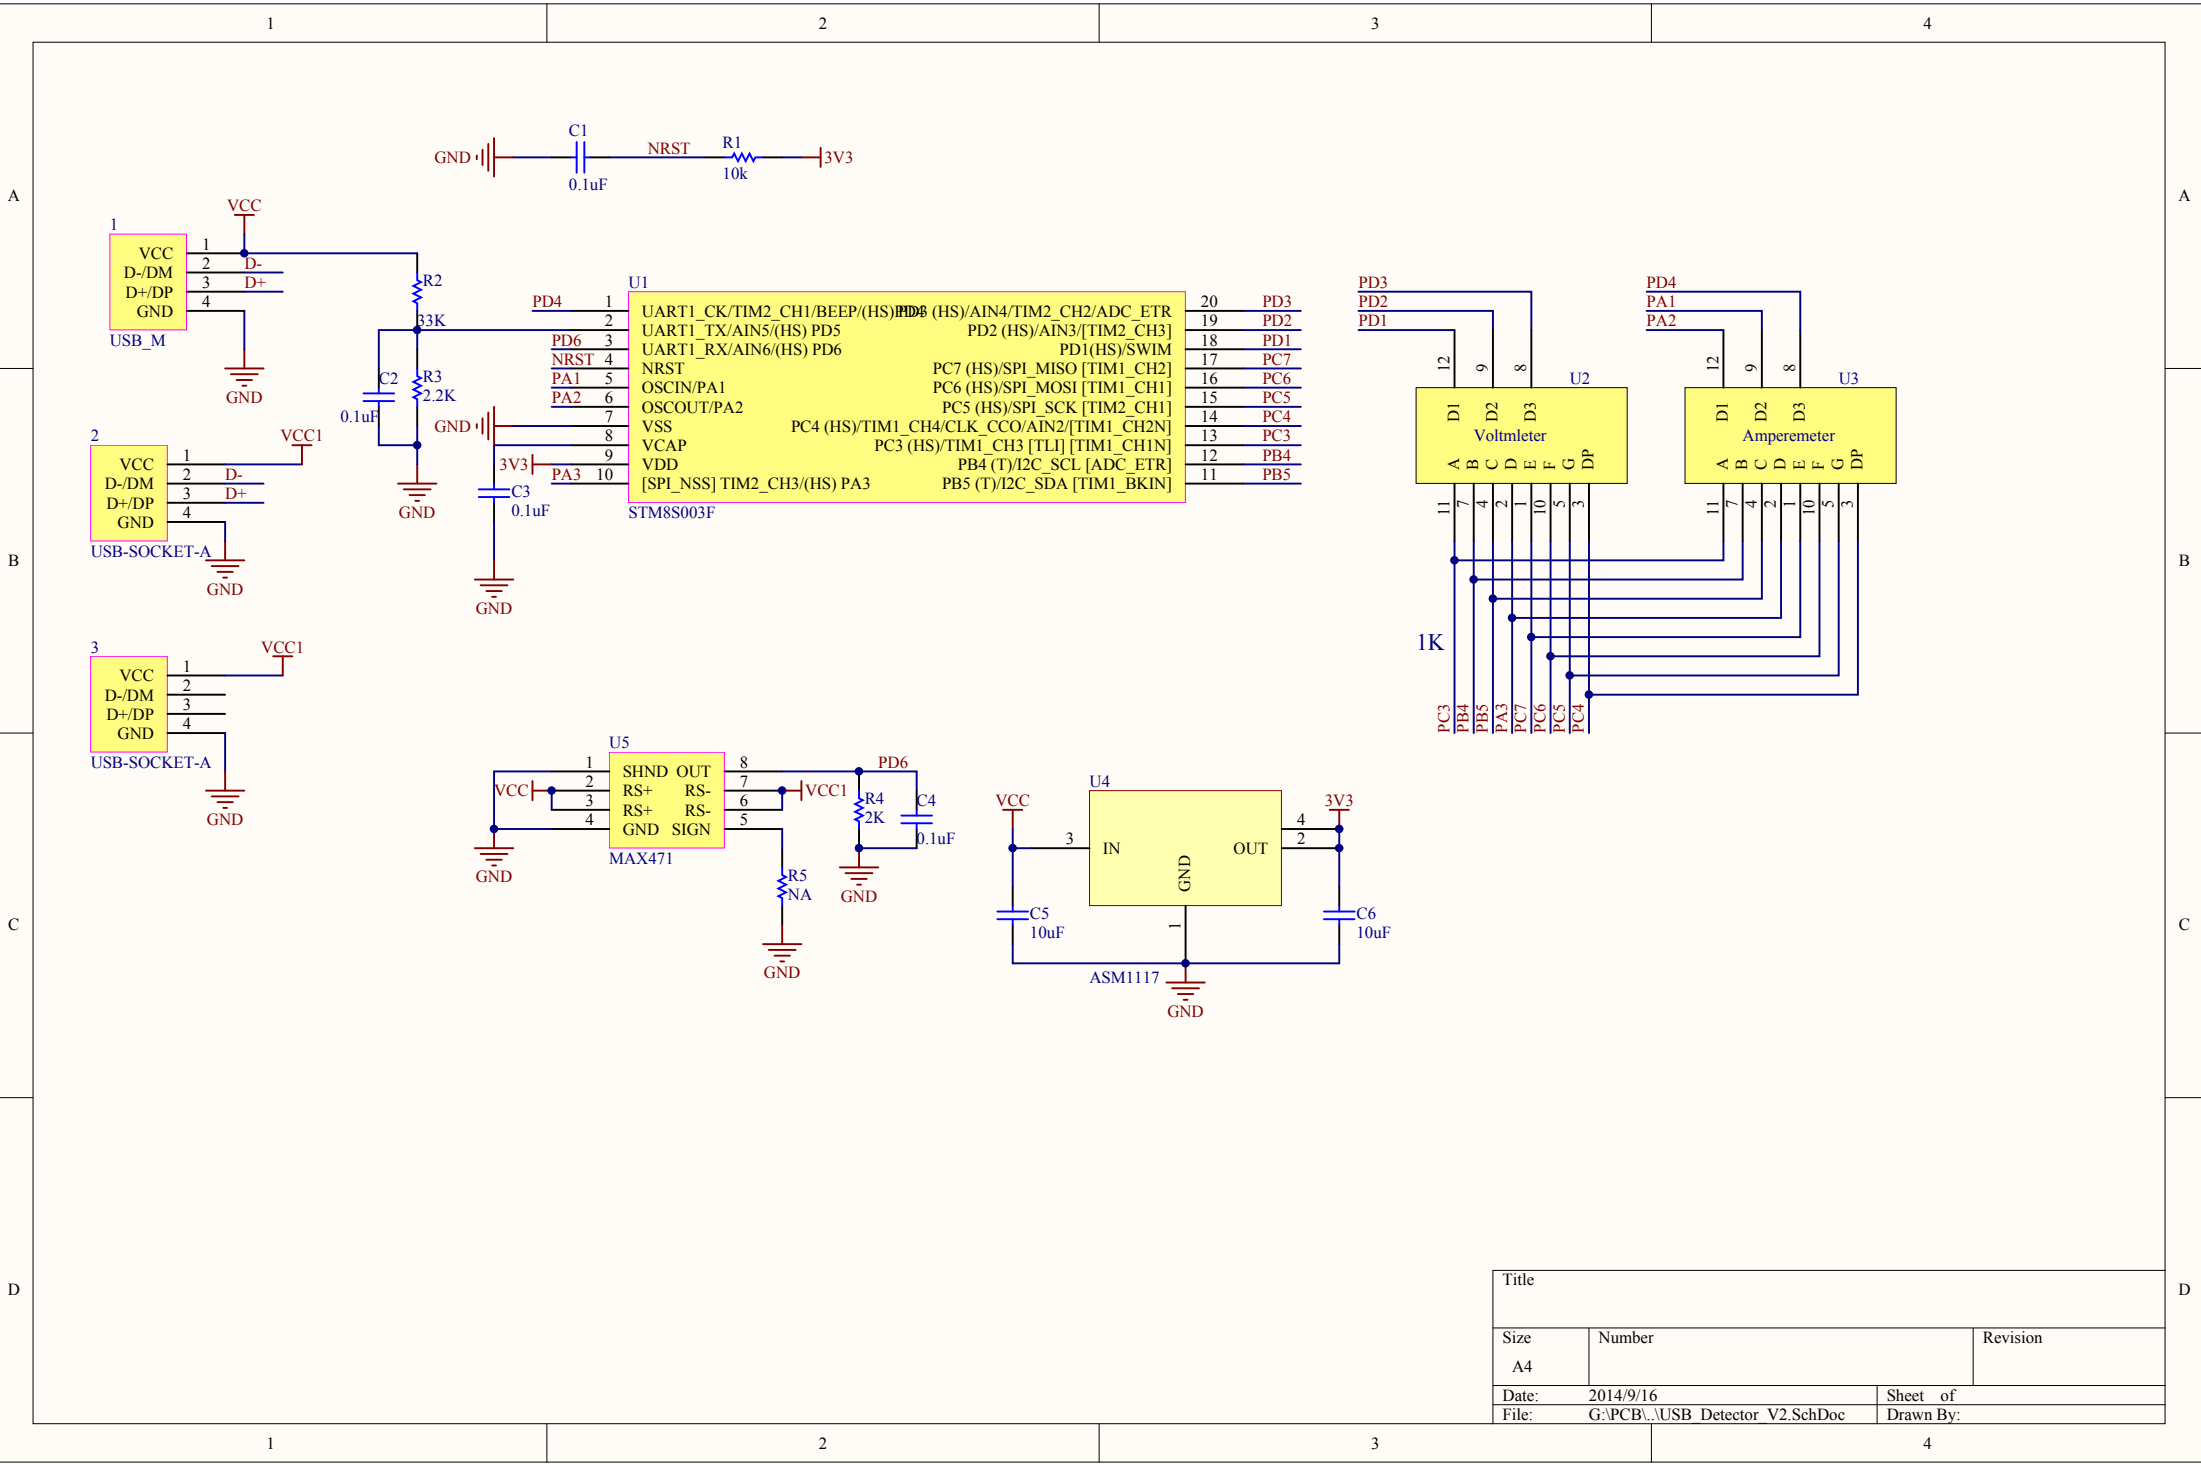 1 2 3 4
A A
C1
NRST
R1
GND
3V3
0.1uF
10k
VCC
1
VCC 1
D-/DM 2 D-
D+/DP 3 D+
GND 4
USB_M
GND
R2
33K
C2
0.1uF
R3
2.2K
GND
U1
PD4 1 UART1_CK/TIM2_CH1/BEEP/(HS)PD4
2 UART1_TX/AIN5/(HS) PD5
PD6 3 UART1_RX/AIN6/(HS) PD6
NRST 4 NRST
PA1 5 OSCIN/PA1
PA2 6 OSCOUT/PA2
GND 7 VSS
8 VCAP
3V3 9 VDD
PA3 10 [SPI_NSS] TIM2_CH3/(HS) PA3
PD3 (HS)/AIN4/TIM2_CH2/ADC_ETR 20 PD3
PD2 (HS)/AIN3/[TIM2_CH3] 19 PD2
PD1(HS)/SWIM 18 PD1
PC7 (HS)/SPI_MISO [TIM1_CH2] 17 PC7
PC6 (HS)/SPI_MOSI [TIM1_CH1] 16 PC6
PC5 (HS)/SPI_SCK [TIM2_CH1] 15 PC5
PC4 (HS)/TIM1_CH4/CLK_CCO/AIN2/[TIM1_CH2N] 14 PC4
PC3 (HS)/TIM1_CH3 [TLI] [TIM1_CH1N] 13 PC3
PB4 (T)/I2C_SCL [ADC_ETR] 12 PB4
PB5 (T)/I2C_SDA [TIM1_BKIN] 11 PB5
STM8S003F
C3
0.1uF
GND
PD3
PD2
PD1
12 9 8
U2
D1 D2 D3
Voltmleter
A B C D E F G DP
11 7 4 2 1 10 5 3
PD4
PA1
PA2
12 9 8
U3
D1 D2 D3
Amperemeter
A B C D E F G DP
11 7 4 2 1 10 5 3
1K
PC3 PB4 PB5 PA3 PC7 PC6 PC5 PC4
B B
2
VCC1
VCC 1
D-/DM 2 D-
D+/DP 3 D+
GND 4
USB-SOCKET-A
GND
3
VCC1
VCC 1
D-/DM 2
D+/DP 3
GND 4
USB-SOCKET-A
GND
U5
1 SHND OUT 8
VCC 2 RS+ RS- 7 VCC1
3 RS+ RS- 6
4 GND SIGN 5
MAX471
GND
PD6
R4
2K
C4
0.1uF
GND
R5
NA
GND
U4
VCC
3V3
3 IN
OUT
4
2
GND
1
C5
10uF
C6
10uF
ASM1117
GND
C C
D D
Title
Size Number Revision
A4
Date: 2014/9/16 Sheet of
File: G:\PCB\..\USB_Detector_V2.SchDoc Drawn By:
1 2 3 4